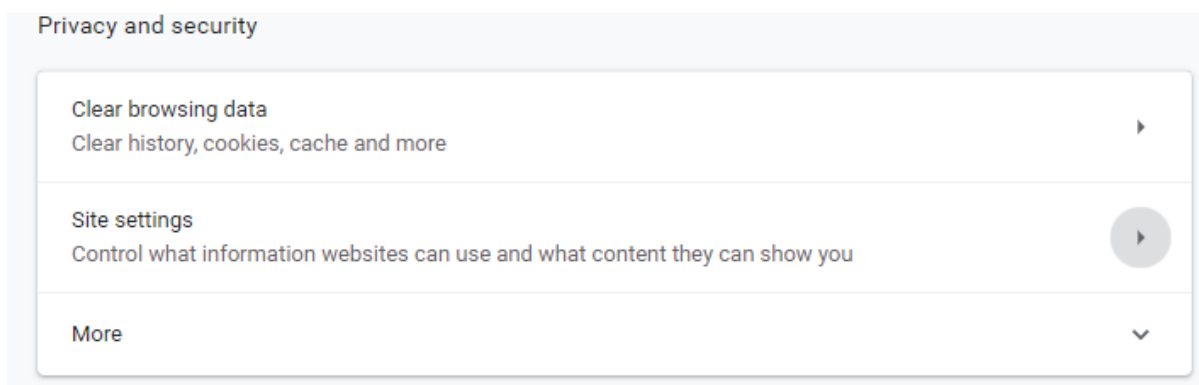 Privacy and security
Clear browsing data
Clear history, cookies, cache and more
Site settings
Control what information websites can use and what content they can show you
More